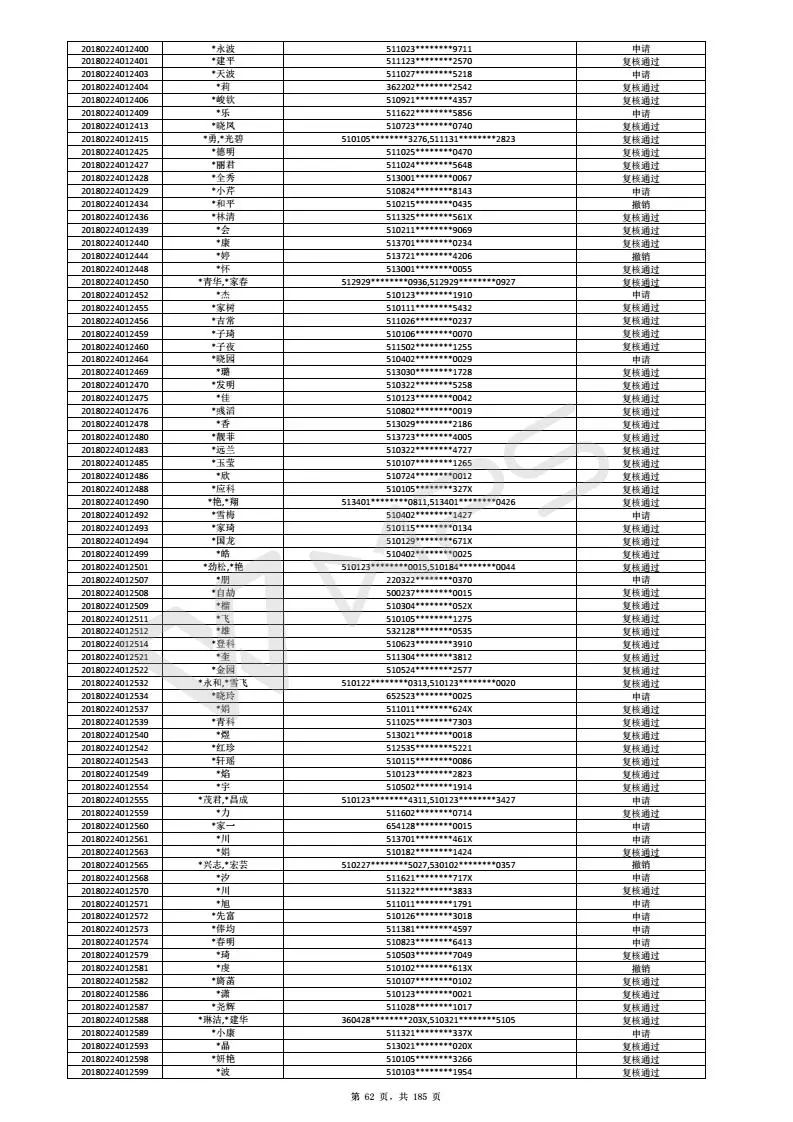 20180224012400 *永波 511023********9711 申请
20180224012401 *建平 511123********2570 复核通过
20180224012403 *天波 511027********5218 申请
20180224012404 *莉 362202********2542 复核通过
20180224012406 *峻钦 510921********4357 复核通过
20180224012409 *乐 511622********5856 申请
20180224012413 *晓凤 510723********0740 复核通过
20180224012415 *勇,*光碧 510105********3276,511131********2823 复核通过
20180224012425 *德明 511025********0470 复核通过
20180224012427 *丽君 511024********5648 复核通过
20180224012428 *全秀 513001********0067 复核通过
20180224012429 *小芹 510824********8143 申请
20180224012434 *和平 510215********0435 撤销
20180224012436 *林清 511325********561X 复核通过
20180224012439 *会 510211********9069 复核通过
20180224012440 *康 513701********0234 复核通过
20180224012444 *婷 513721********4206 撤销
20180224012448 *怀 513001********0055 复核通过
20180224012450 *青华,*家春 512929********0936,512929********0927 复核通过
20180224012452 *杰 510123********1910 申请
20180224012455 *家树 510111********5432 复核通过
20180224012456 *吉常 511026********0237 复核通过
20180224012459 *子琦 510106********0070 复核通过
20180224012460 *子夜 511502********1255 复核通过
20180224012464 *晓园 510402********0029 申请
20180224012469 *璐 513030********1728 复核通过
20180224012470 *发明 510322********5258 复核通过
20180224012475 *佳 510123********0042 复核通过
20180224012476 *彧滔 510802********0019 复核通过
20180224012478 *香 513029********2186 复核通过
20180224012480 *靓菲 513723********4005 复核通过
20180224012483 *远兰 510322********4727 复核通过
20180224012485 *玉莹 510107********1265 复核通过
20180224012486 *欣 510724********0012 复核通过
20180224012488 *应科 510105********327X 复核通过
20180224012490 *艳,*翔 513401********0811,513401********0426 复核通过
20180224012492 *雪梅 510402********1427 申请
20180224012493 *家琦 510115********0134 复核通过
20180224012494 *国龙 510129********671X 复核通过
20180224012499 *皓 510402********0025 复核通过
20180224012501 *劲松,*艳 510123********0015,510184********0044 复核通过
20180224012507 *朋 220322********0370 申请
20180224012508 *自劼 500237********0015 复核通过
20180224012509 *榴 510304********052X 复核通过
20180224012511 *飞 510105********1275 复核通过
20180224012512 *雄 532128********0535 复核通过
20180224012514 *登科 510623********3910 复核通过
20180224012521 *奎 511304********3812 复核通过
20180224012522 *金园 510524********2577 复核通过
20180224012532 *永和,*雪飞 510122********0313,510123********0020 复核通过
20180224012534 *晓玲 652523********0025 申请
20180224012537 *娟 511011********624X 复核通过
20180224012539 *青科 511025********7303 复核通过
20180224012540 *煜 513021********0018 复核通过
20180224012542 *红珍 512535********5221 复核通过
20180224012543 *轩瑶 510115********0086 复核通过
20180224012549 *焰 510123********2823 复核通过
20180224012554 *宇 510502********1914 复核通过
20180224012555 *茂君,*昌成 510123********4311,510123********3427 申请
20180224012559 *力 511602********0714 复核通过
20180224012560 *家一 654128********0015 申请
20180224012561 *川 513701********461X 申请
20180224012563 *娟 510182********1424 复核通过
20180224012565 *兴志,*宏芸 510227********5027,530102********0357 撤销
20180224012568 *汐 511621********717X 申请
20180224012570 *川 511322********3833 复核通过
20180224012571 *旭 511011********1791 申请
20180224012572 *先富 510126********3018 申请
20180224012573 *俸均 511381********4597 申请
20180224012574 *春明 510823********6413 申请
20180224012579 *琦 510503********7049 复核通过
20180224012581 *虔 510102********613X 撤销
20180224012582 *旖菡 510107********0102 复核通过
20180224012586 *潇 510123********0021 复核通过
20180224012587 *尧辉 511028********1017 复核通过
20180224012588 *琳洁,*建华 360428********203X,510321********5105 复核通过
20180224012589 *小康 511321********337X 申请
20180224012593 *晶 513021********020X 复核通过
20180224012598 *妍艳 510105********3266 复核通过
20180224012599 *波 510103********1954 复核通过
第 62 页,共 185 页